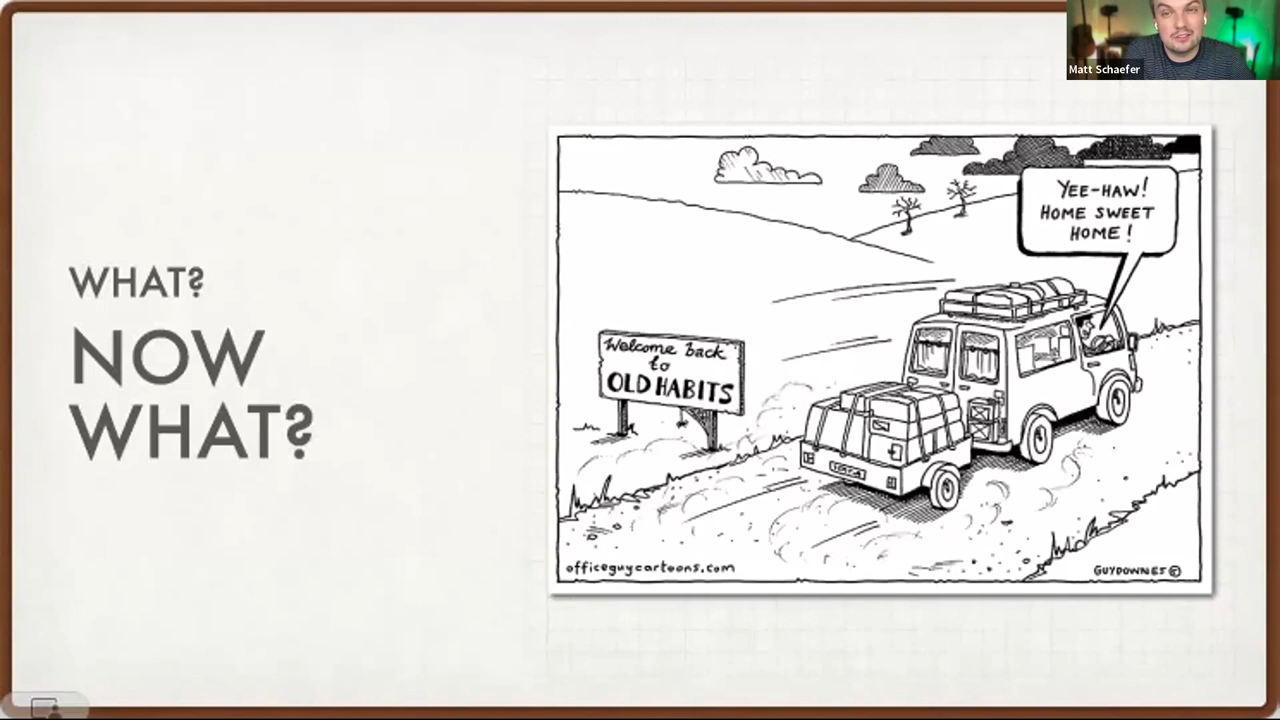 Matt Schaefer
WHAT?
NOW
WHAT?
YEE-HAW!
HOME SWEET
HOME!
Welcome back
to
OLD HABITS
officeguycartoons.com
GUYDOWNES©